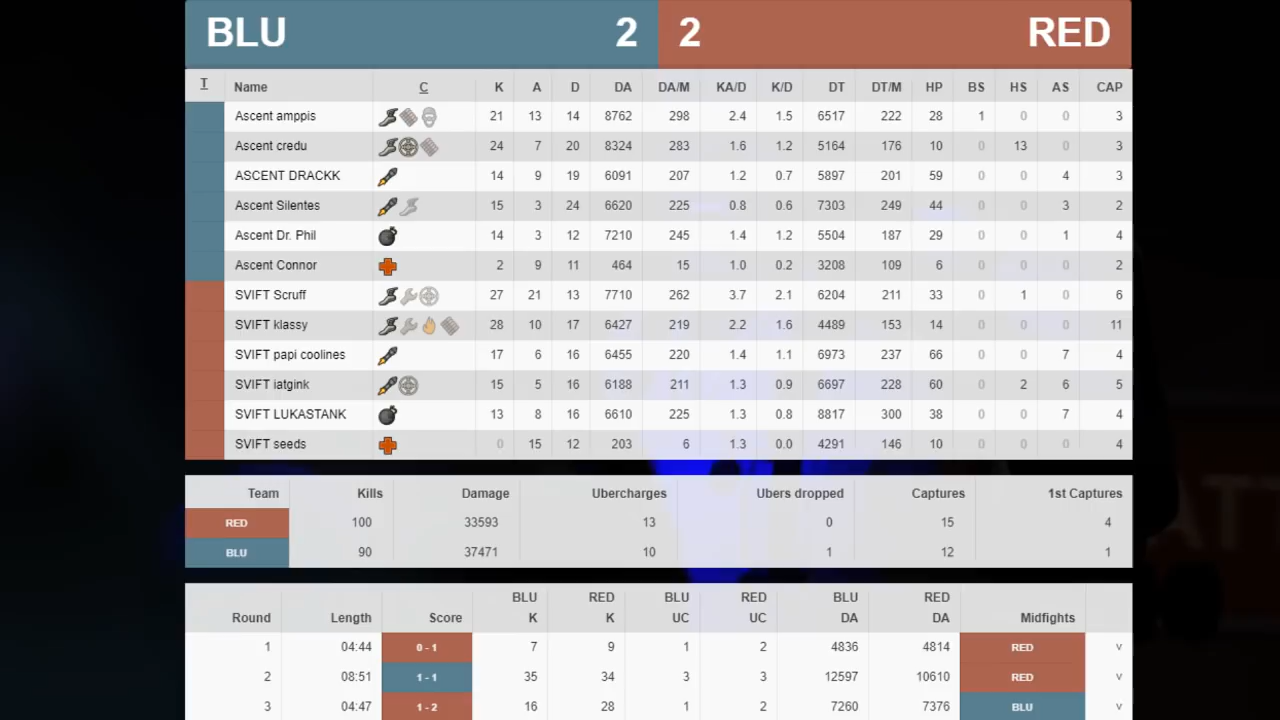 BLU 2 2 RED
T Name C K A D DA DA/M KA/D K/D DT DT/M HP BS HS AS CAP
Ascent amppis 21 13 14 8762 298 2.4 1.5 6517 222 28 1 0 0 3
Ascent credu 24 7 20 8324 283 1.6 1.2 5164 176 10 0 13 0 3
ASCENT DRACKK 14 9 19 6091 207 1.2 0.7 5897 201 59 0 0 4 3
Ascent Silentes 15 3 24 6620 225 0.8 0.6 7303 249 44 0 0 3 2
Ascent Dr. Phil 14 3 12 7210 245 1.4 1.2 5504 187 29 0 0 1 4
Ascent Connor 2 9 11 464 15 1.0 0.2 3208 109 6 0 0 0 2
SVIFT Scruff 27 21 13 7710 262 3.7 2.1 6204 211 33 0 1 0 6
SVIFT klassy 28 10 17 6427 219 2.2 1.6 4489 153 14 0 0 0 11
SVIFT papi coolines 17 6 16 6455 220 1.4 1.1 6973 237 66 0 0 7 4
SVIFT iatgink 15 5 16 6188 211 1.3 0.9 6697 228 60 0 2 6 5
SVIFT LUKASTANK 13 8 16 6610 225 1.3 0.8 8817 300 38 0 0 7 4
SVIFT seeds 0 15 12 203 6 1.3 0.0 4291 146 10 0 0 0 4
Team Kills Damage Ubercharges Ubers dropped Captures 1st Captures
RED 100 33593 13 0 15 4
BLU 90 37471 10 1 12 1
BLU RED BLU RED BLU RED
Round Length Score K K UC UC DA DA Midfights
1 04:44 0 - 1 7 9 1 2 4836 4814 RED v
2 08:51 1 - 1 35 34 3 3 12597 10610 RED v
3 04:47 1 - 2 16 28 1 2 7260 7376 BLU v